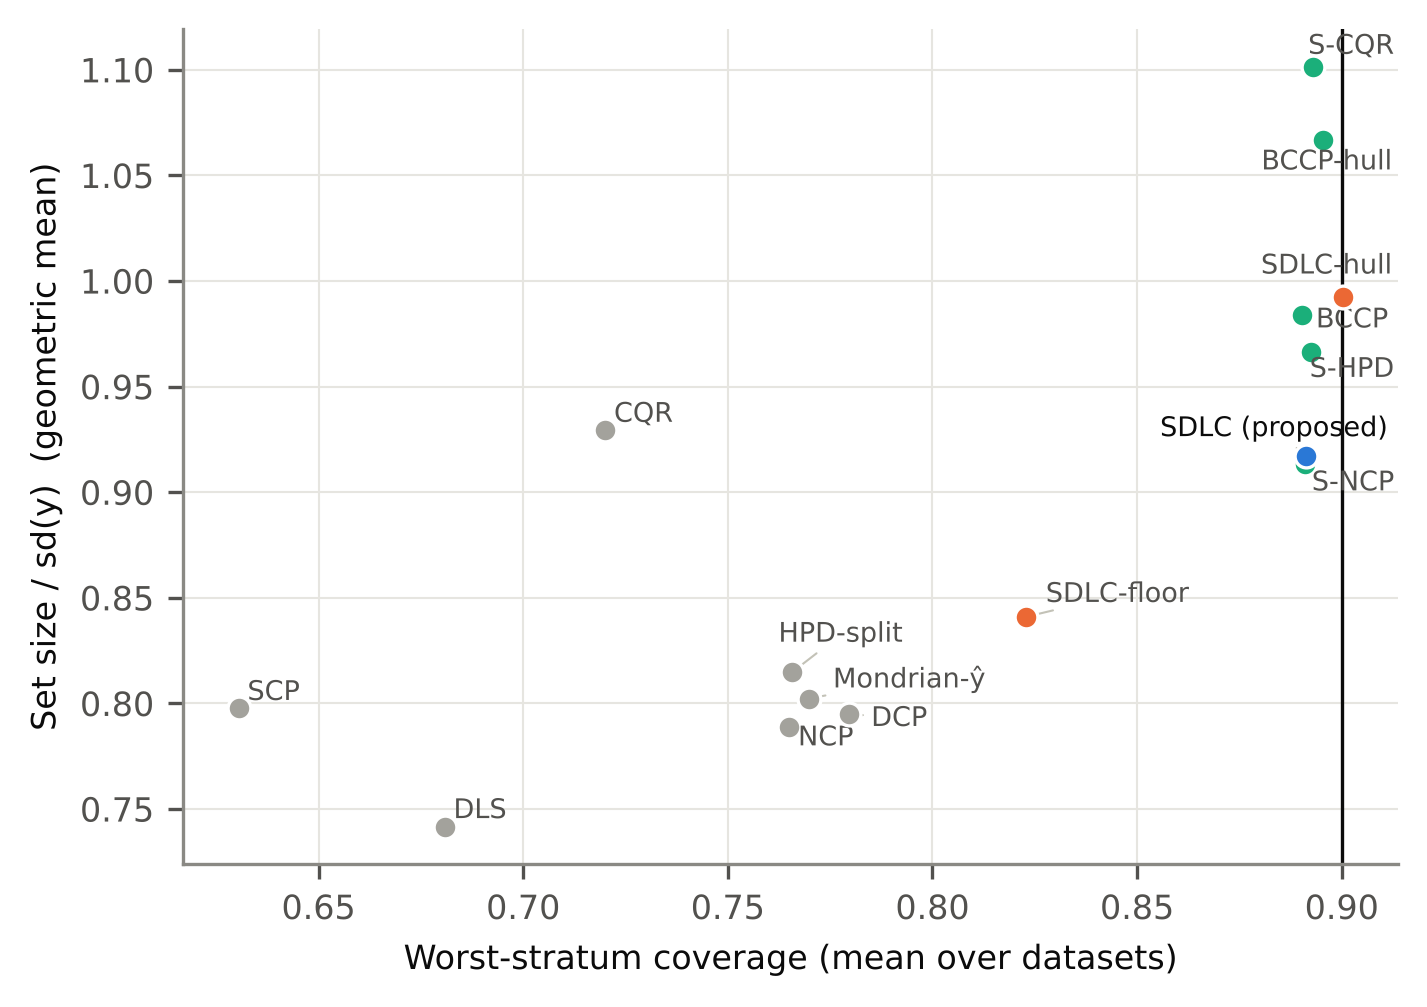 S-CQR
1.10
BCCP-hull
1.05
SDLC-hull
1.00
BCCP
S-HPD
0.95
CQR
SDLC (proposed)
S-NCP
0.90
SDLC-floor
0.85
HPD-split
Mondrian-ŷ
SCP
0.80
DCP
NCP
DLS
0.75
Set size / sd(y) (geometric mean)
0.65 0.70 0.75 0.80 0.85 0.90
Worst-stratum coverage (mean over datasets)